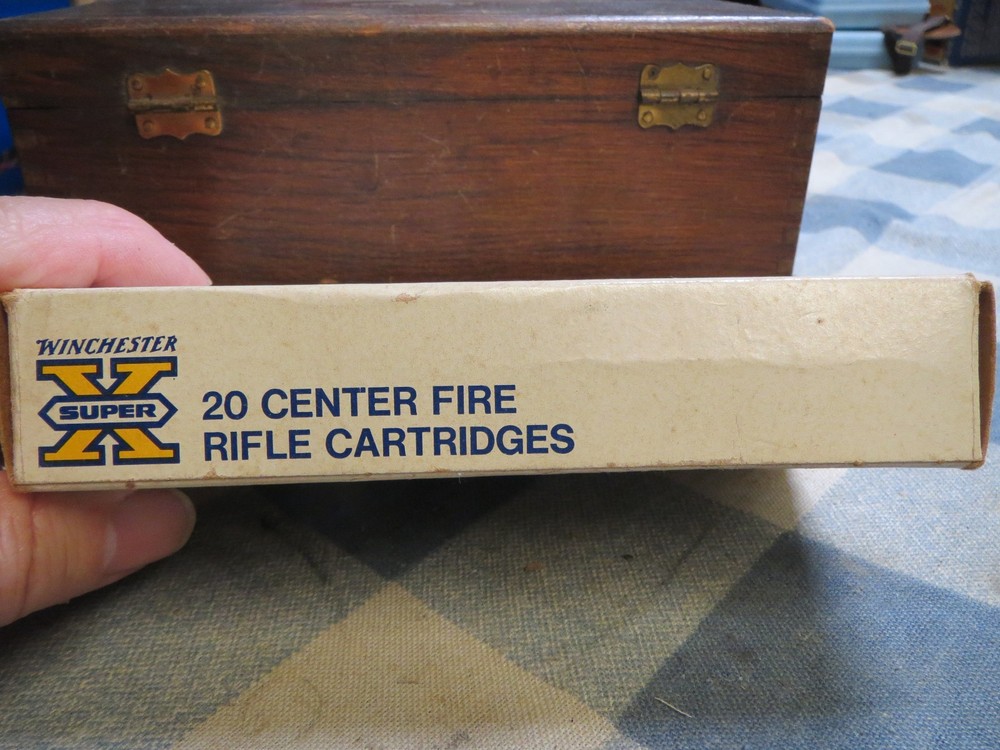 WINCHESTER
SUPER X
20 CENTER FIRE
RIFLE CARTRIDGES